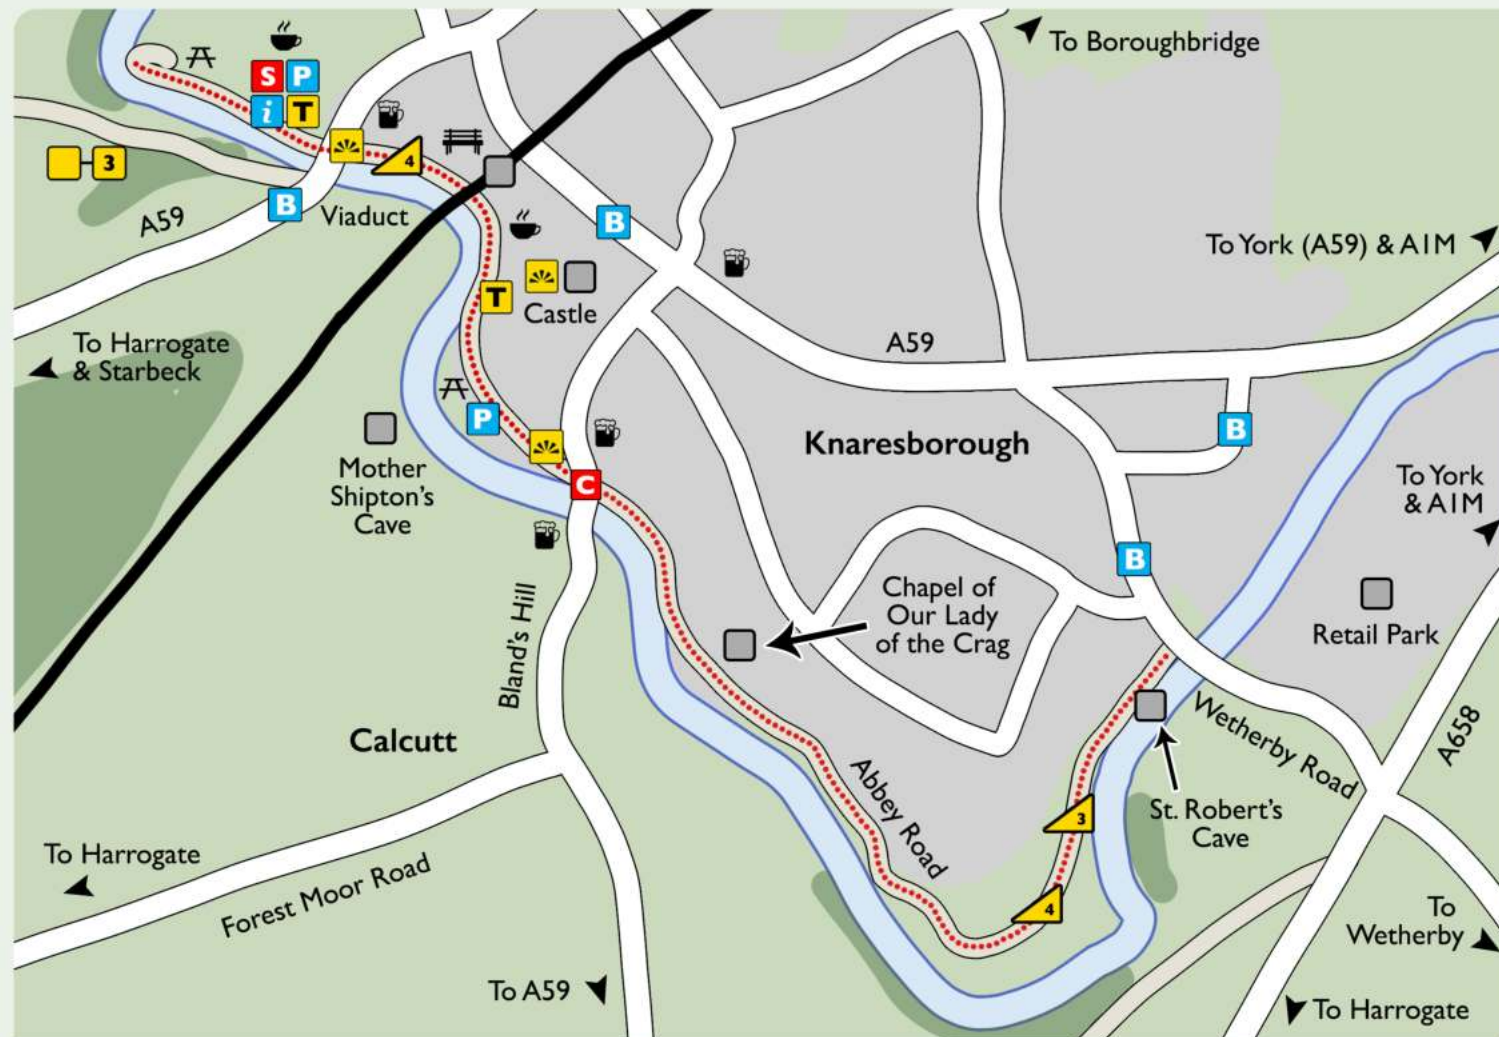 To Boroughbridge
S P
i T
4
3
B
Viaduct
A59
B
To York (A59) & A1M
T
Castle
To Harrogate
& Starbeck
A59
P
Knaresborough
B
Mother
Shipton's
Cave
C
To York
& A1M
B
Bland's Hill
Chapel of
Our Lady
of the Crag
Retail Park
Calcutt
Wetherby Road
A658
Abbey Road
3
St. Robert's
Cave
To Harrogate
Forest Moor Road
4
To
Wetherby
To A59
To Harrogate